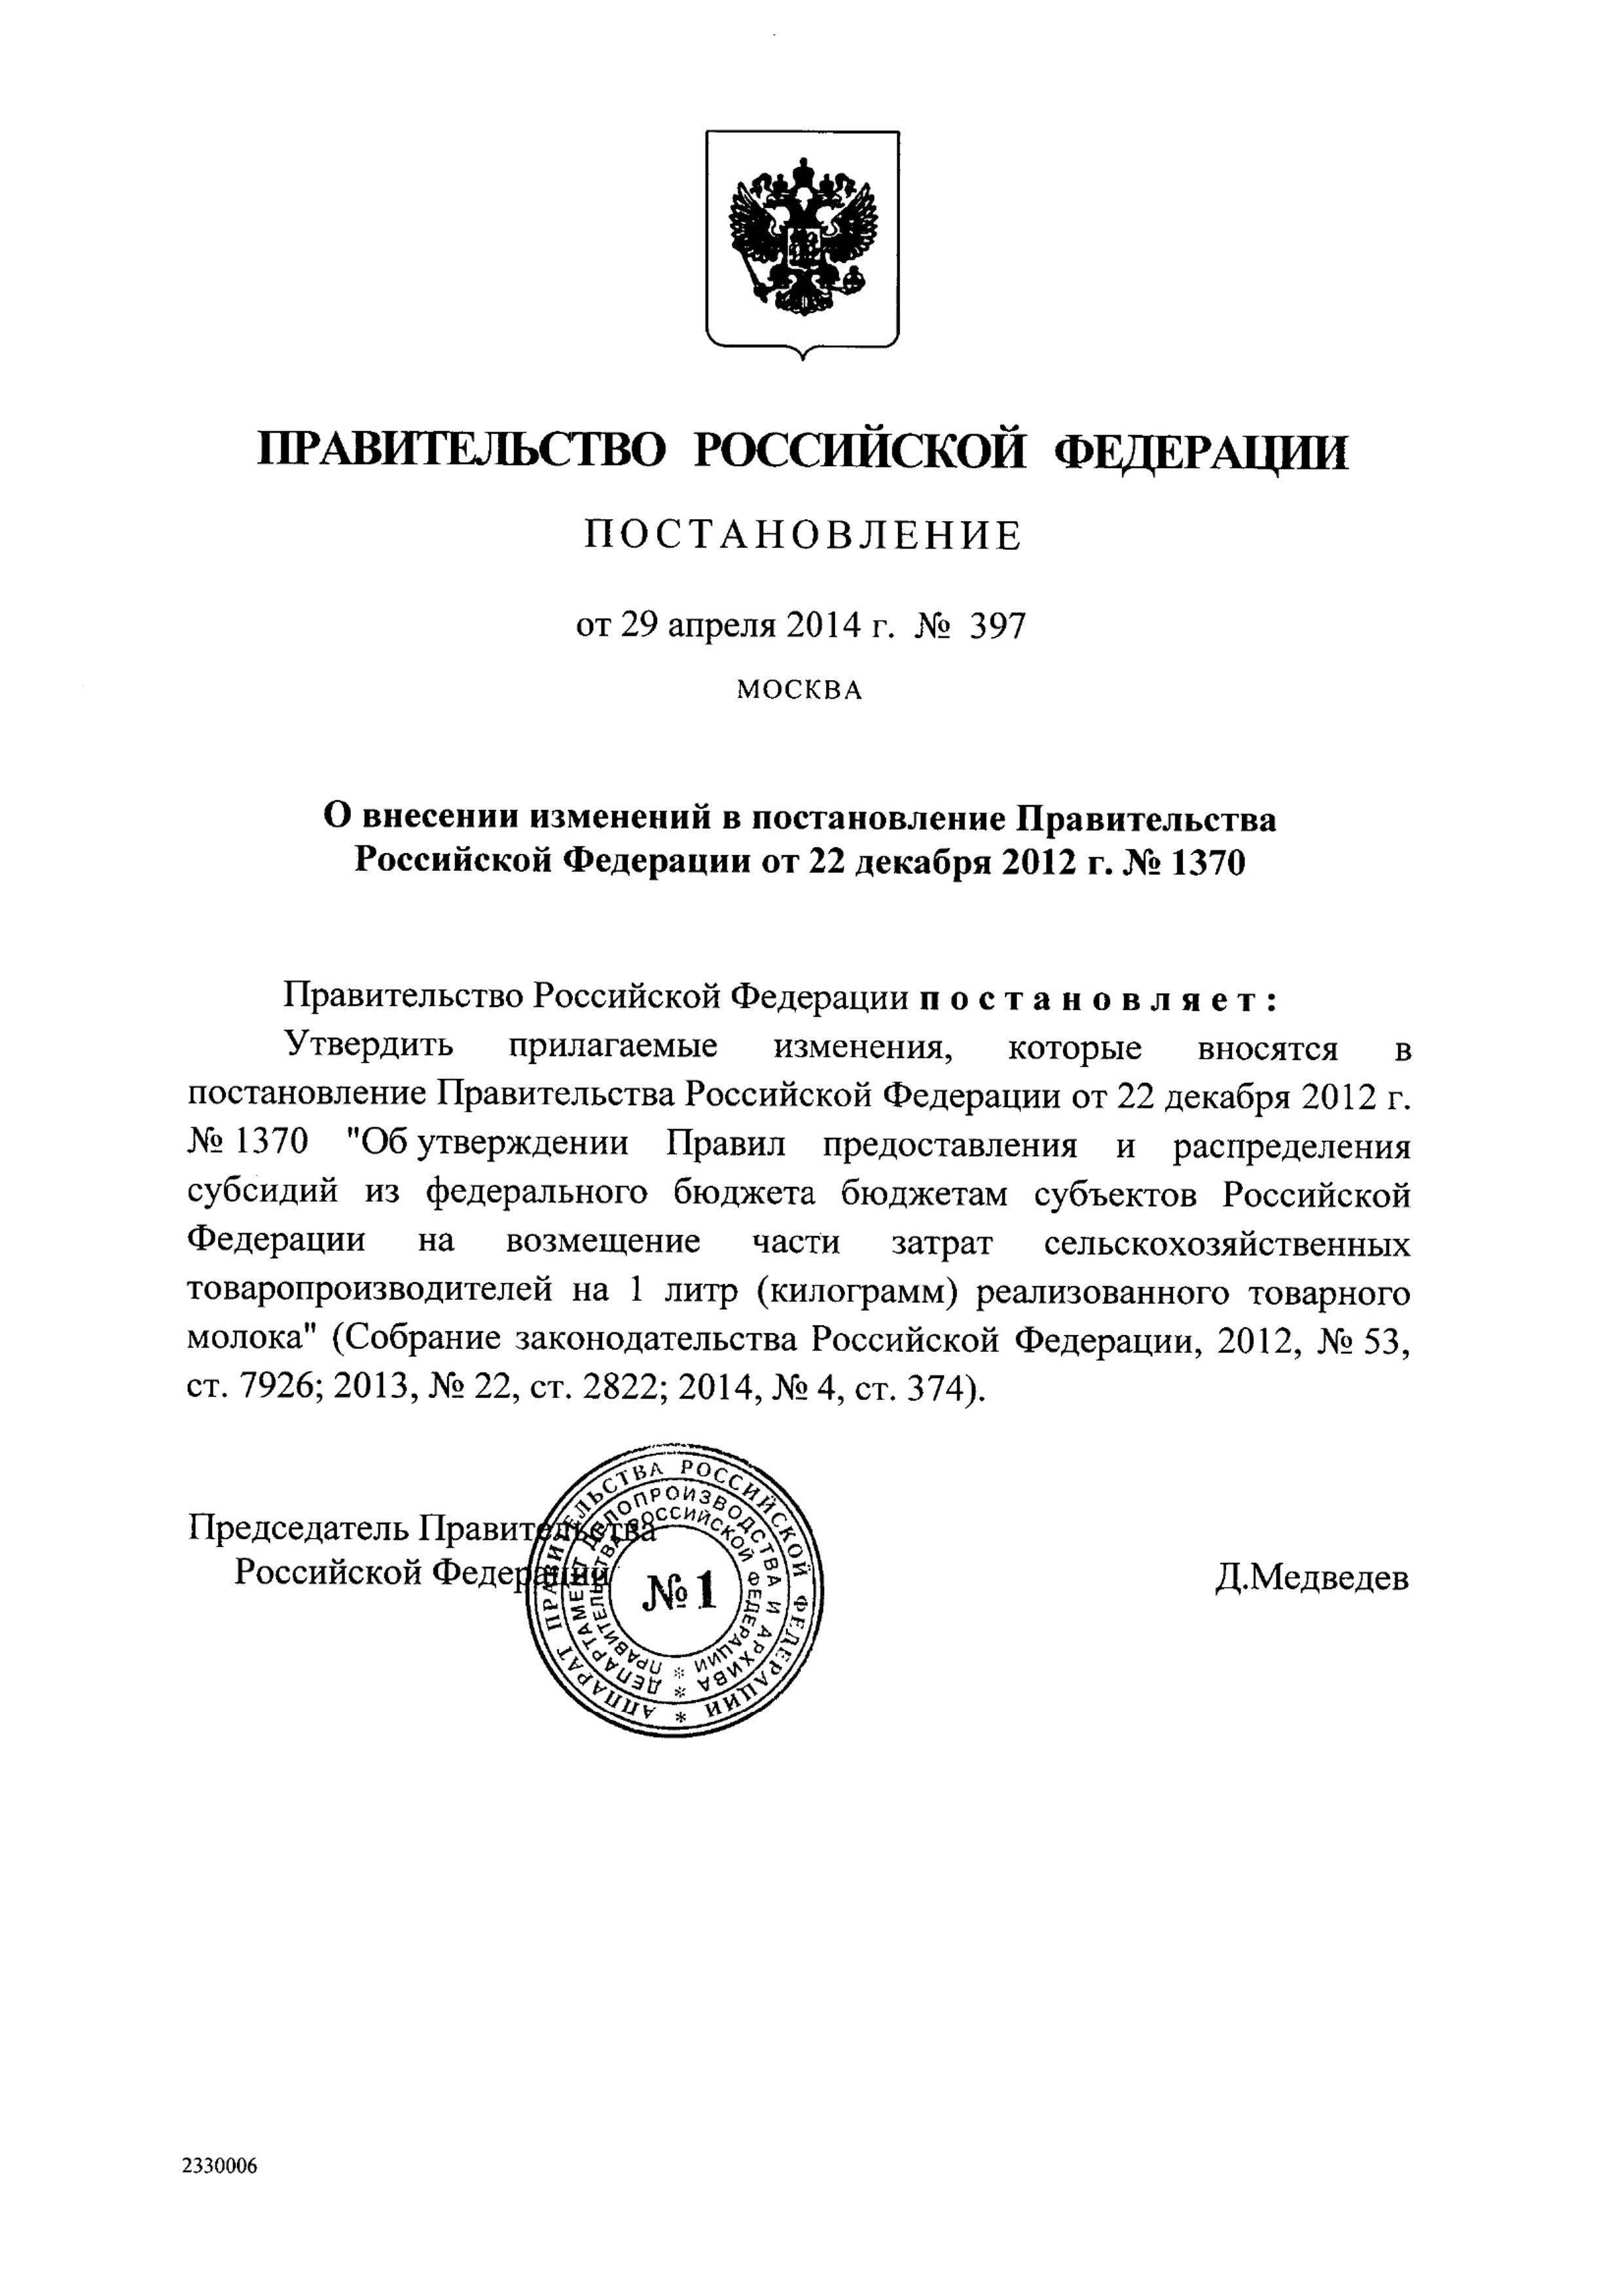 ПРАВИТЕЛЬСТВО РОССИЙСКОЙ ФЕДЕРАЦИИ
ПОСТАНОВЛЕНИЕ
от 29 апреля 2014 г. № 397
МОСКВА
О внесении изменений в постановление Правительства
Российской Федерации от 22 декабря 2012 г. № 1370
Правительство Российской Федерации постановляет:
Утвердить прилагаемые изменения, которые вносятся в
постановление Правительства Российской Федерации от 22 декабря 2012 г.
№ 1370 "Об утверждении Правил предоставления и распределения
субсидий из федерального бюджета бюджетам субъектов Российской
Федерации на возмещение части затрат сельскохозяйственных
товаропроизводителей на 1 литр (килограмм) реализованного товарного
молока" (Собрание законодательства Российской Федерации, 2012, № 53,
ст. 7926; 2013, № 22, ст. 2822; 2014, № 4, ст. 374).
Председатель Правительства
Российской Федерации
Д.Медведев
АППАРАТ ПРАВИТЕЛЬСТВА РОССИЙСКОЙ ФЕДЕРАЦИИ *
ДЕПАРТАМЕНТ ДЕЛОПРОИЗВОДСТВА И АРХИВА *
ПРАВИТЕЛЬСТВА РОССИЙСКОЙ ФЕДЕРАЦИИ *
№1
2330006